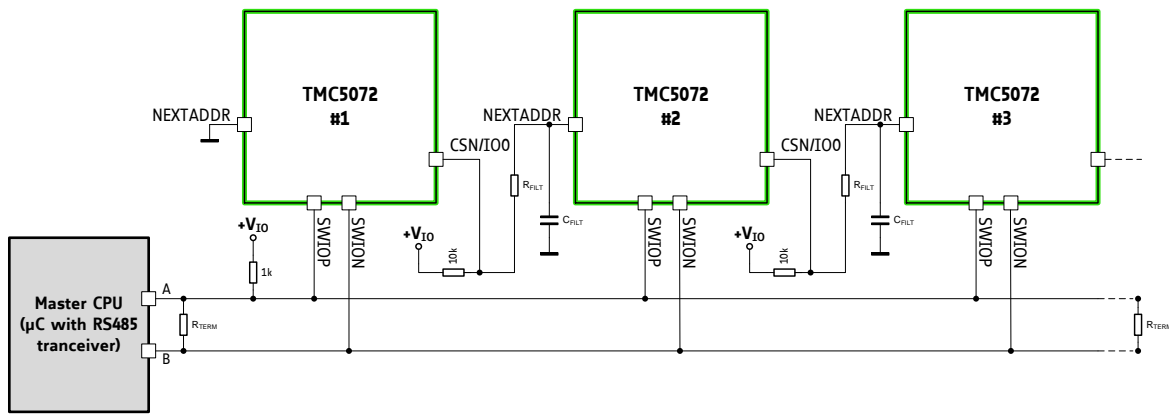 TMC5072
#1
TMC5072
#2
TMC5072
#3
NEXTADDR
CSN/IO0
NEXTADDR
CSN/IO0
NEXTADDR
RFILT
CFILT
RFILT
CFILT
SWIOP
SWION
SWIOP
SWION
SWIOP
SWION
+VIO
1k
+VIO
10k
+VIO
10k
Master CPU
(µC with RS485
tranceiver)
A
B
RTERM
RTERM